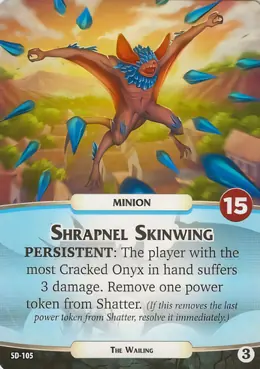 MINION
15
SHRAPNEL SKINWING
PERSISTENT: The player with the
most Cracked Onyx in hand suffers
3 damage. Remove one power
token from Shatter. (If this removes the last
power token from Shatter, resolve it immediately.)
SD-105
THE WAILING
3